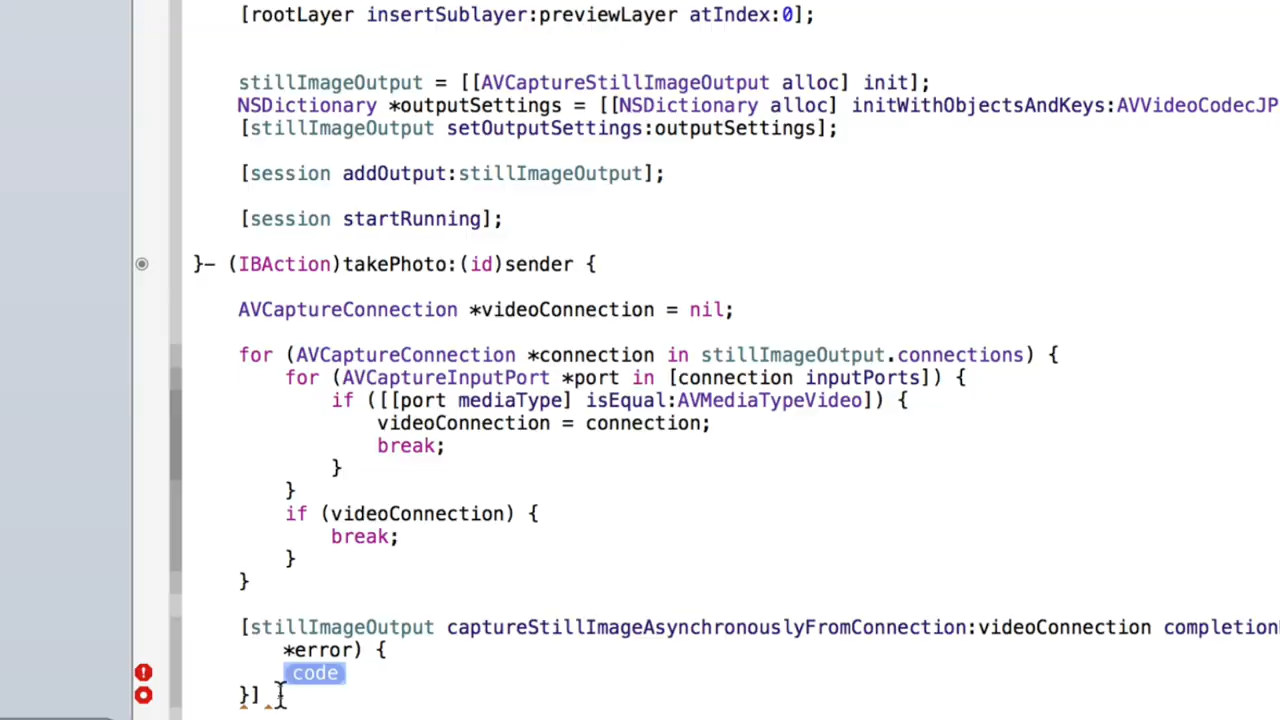 [rootLayer insertSublayer:previewLayer atIndex:0];
stillImageOutput = [[AVCaptureStillImageOutput alloc] init];
NSDictionary *outputSettings = [[NSDictionary alloc] initWithObjectsAndKeys:AVVideoCodecJP
[stillImageOutput setOutputSettings:outputSettings];
[session addOutput:stillImageOutput];
[session startRunning];
}- (IBAction)takePhoto:(id)sender {
AVCaptureConnection *videoConnection = nil;
for (AVCaptureConnection *connection in stillImageOutput.connections) {
for (AVCaptureInputPort *port in [connection inputPorts]) {
if ([[port mediaType] isEqual:AVMediaTypeVideo]) {
videoConnection = connection;
break;
}
}
if (videoConnection) {
break;
}
}
[stillImageOutput captureStillImageAsynchronouslyFromConnection:videoConnection completion
*error) {
code
}]